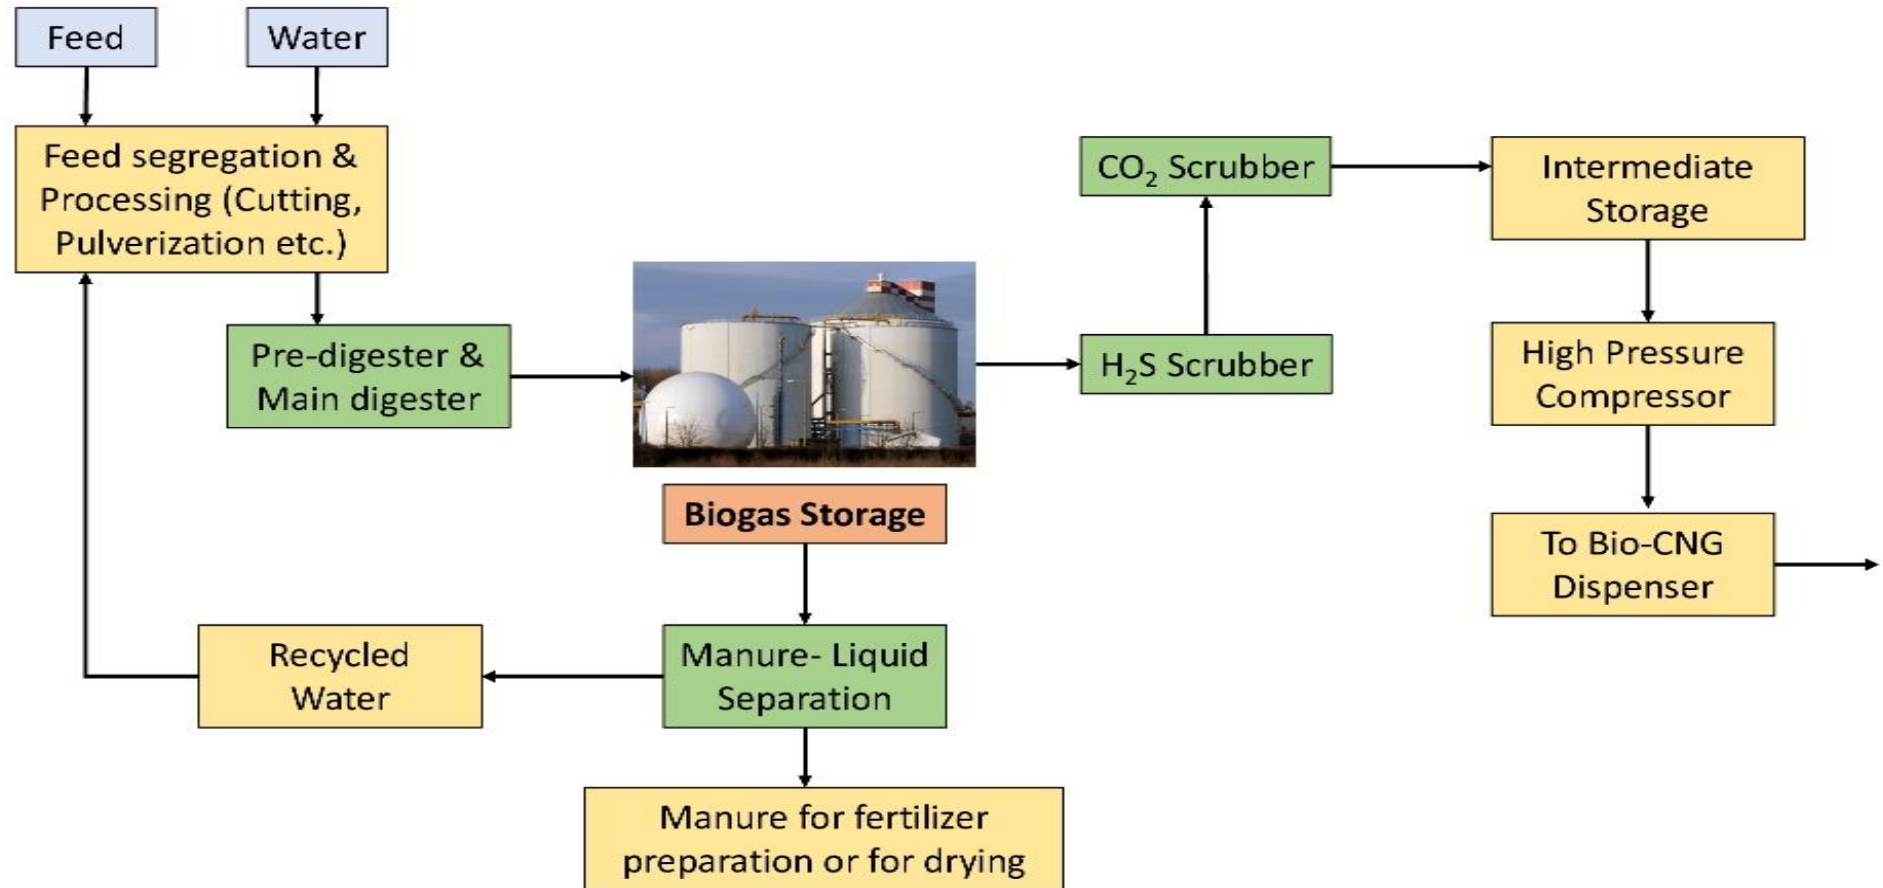 Feed
Water
Feed segregation &
Processing (Cutting,
Pulverization etc.)
Pre-digester &
Main digester
Biogas Storage
H₂S Scrubber
CO₂ Scrubber
Intermediate
Storage
High Pressure
Compressor
To Bio-CNG
Dispenser
Manure- Liquid
Separation
Recycled
Water
Manure for fertilizer
preparation or for drying